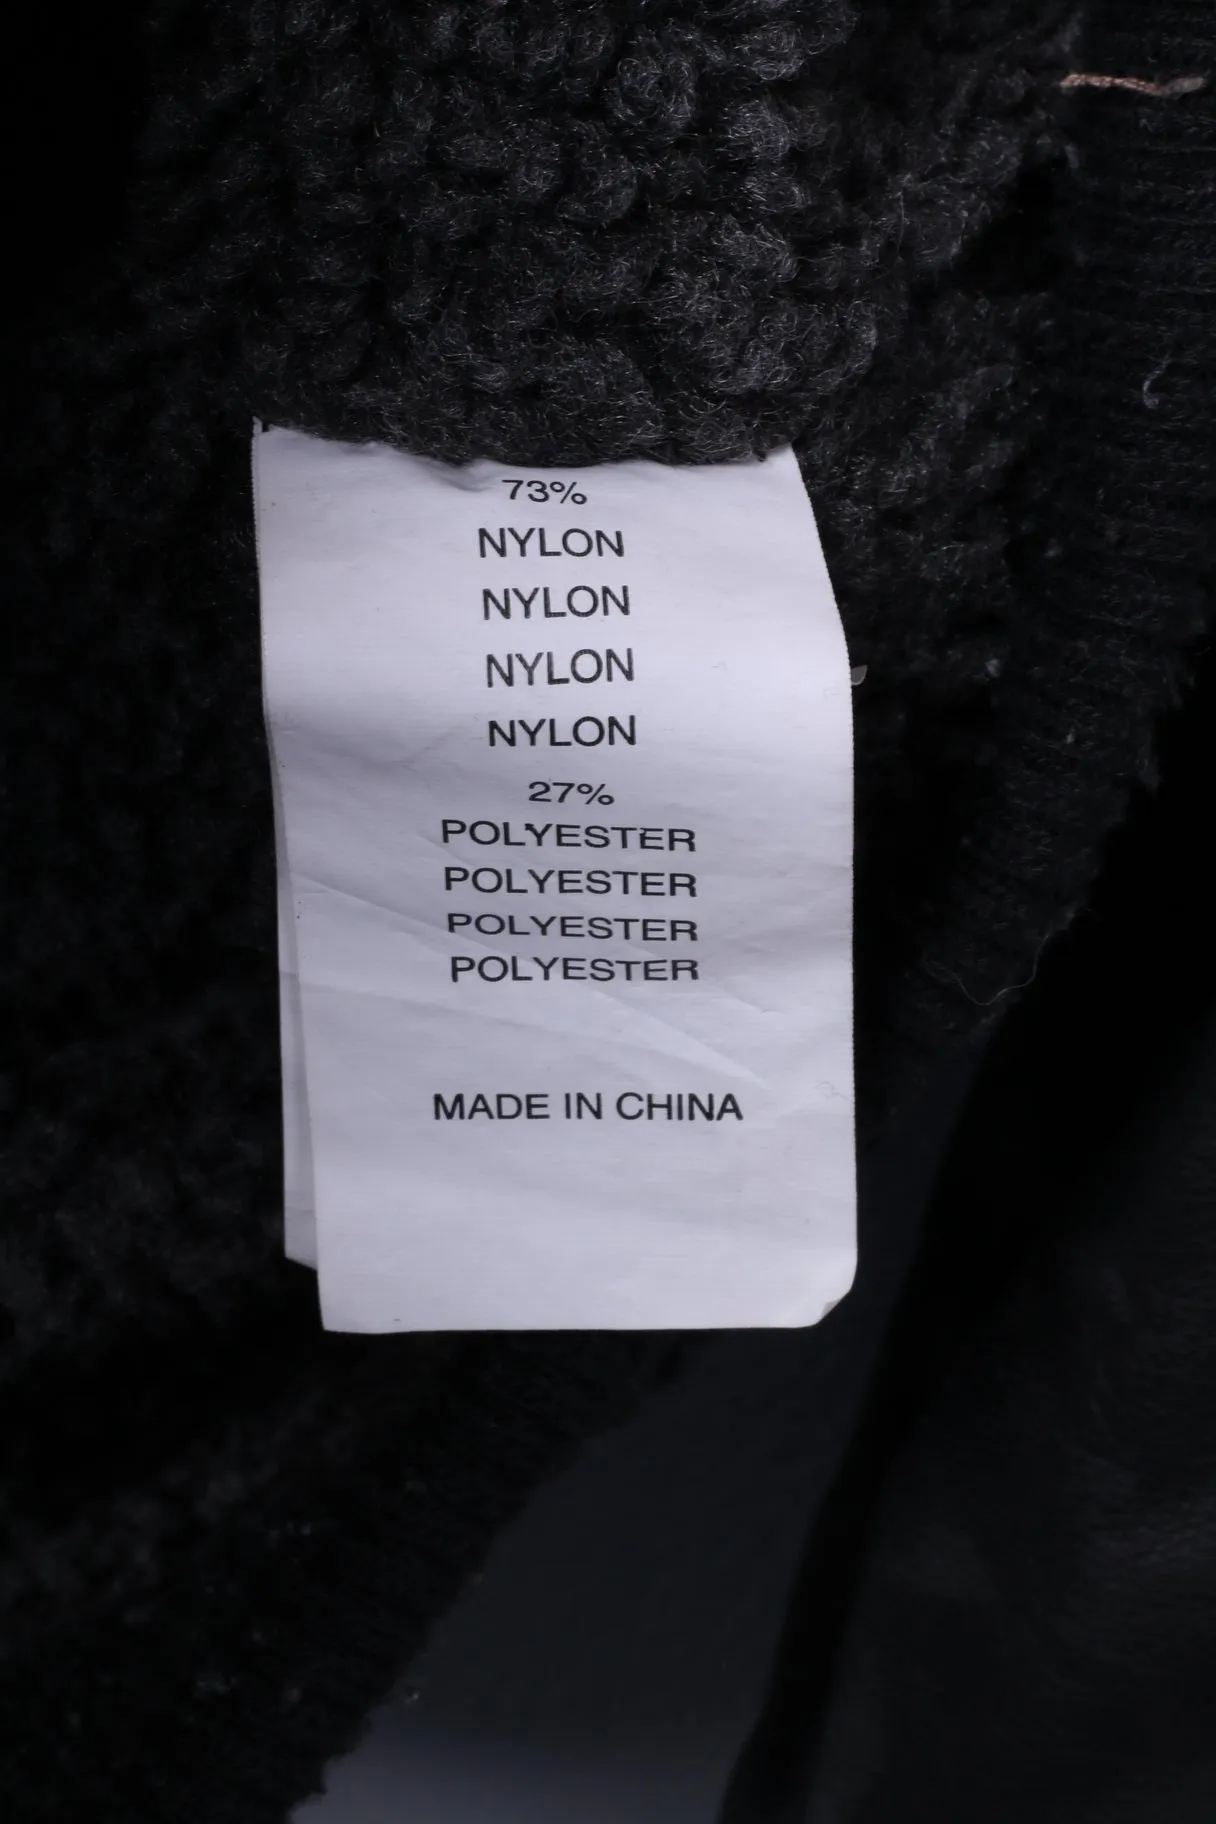 73%
NYLON
NYLON
NYLON
NYLON
27%
POLYESTER
POLYESTER
POLYESTER
POLYESTER
MADE IN CHINA